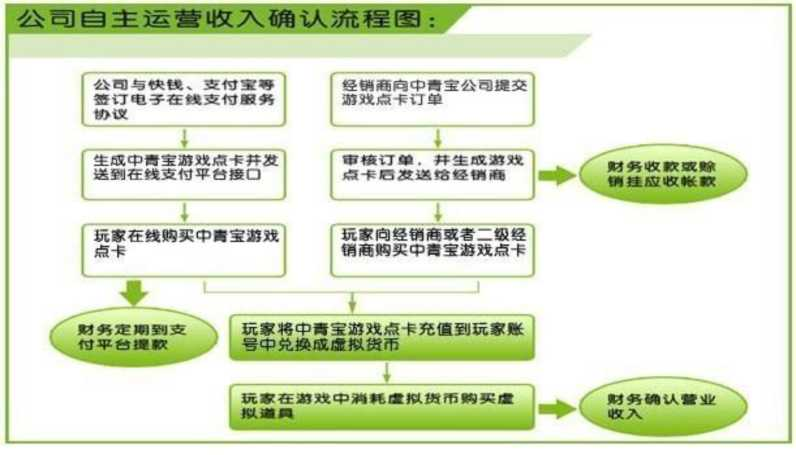 公司自主运营收入确认流程图：
公司与快钱、支付宝等
签订电子在线支付服务
协议
经销商向中青宝公司提交
游戏点卡订单
生成中青宝游戏点卡并发
送到在线支付平台接口
审核订单，并生成游戏
点卡后发送给经销商
财务收款或赊
销挂应收帐款
玩家在线购买中青宝游戏
点卡
玩家向经销商或者二级经
销商购买中青宝游戏点卡
财务定期到支
付平台提款
玩家将中青宝游戏点卡充值到玩家账
号中兑换成虚拟货币
玩家在游戏中消耗虚拟货币购买虚
拟道具
财务确认营业
收入